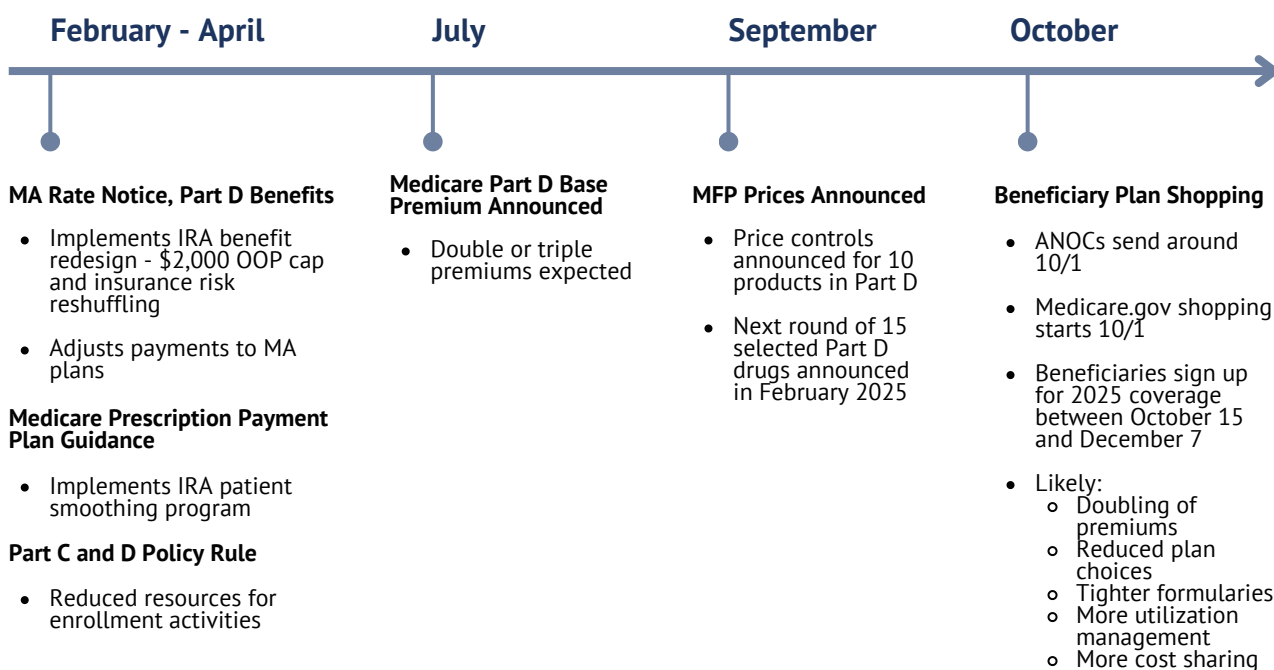 February - April
July
September
October
MA Rate Notice, Part D Benefits
• Implements IRA benefit
redesign - $2,000 OOP cap
and insurance risk
reshuffling
• Adjusts payments to MA
plans
Medicare Prescription Payment
Plan Guidance
• Implements IRA patient
smoothing program
Part C and D Policy Rule
• Reduced resources for
enrollment activities
Medicare Part D Base
Premium Announced
• Double or triple
premiums expected
MFP Prices Announced
• Price controls
announced for 10
products in Part D
• Next round of 15
selected Part D
drugs announced
in February 2025
Beneficiary Plan Shopping
• ANOCs send around
10/1
• Medicare.gov shopping
starts 10/1
• Beneficiaries sign up
for 2025 coverage
between October 15
and December 7
• Likely:
Doubling of
premiums
Reduced plan
choices
Tighter formularies
More utilization
management
More cost sharing